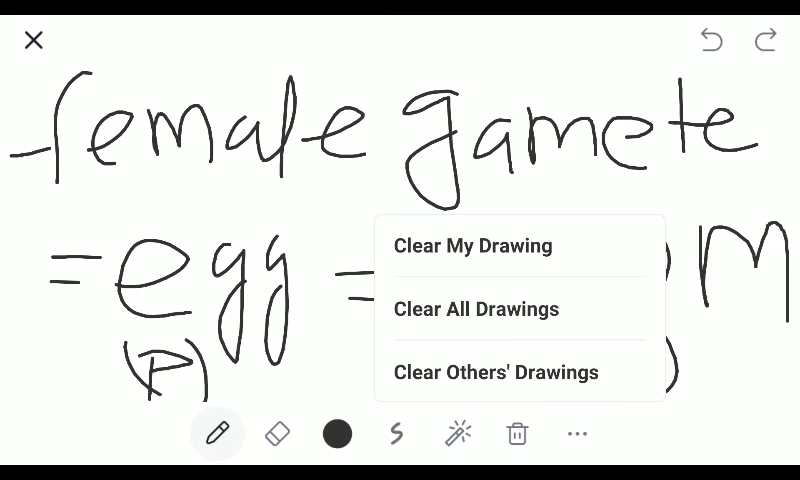 female gamete
= egg = M
(P) )
Clear My Drawing
Clear All Drawings
Clear Others' Drawings